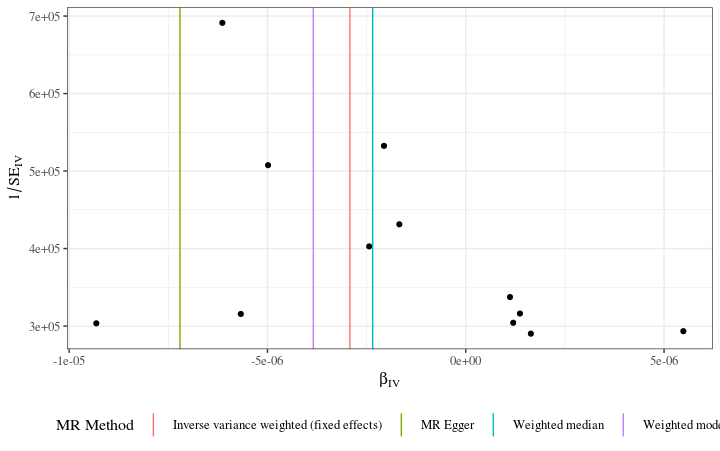 7e+05
6e+05
5e+05
4e+05
3e+05
1/SE_IV
-1e-05
-5e-06
0e+00
5e-06
β_IV
MR Method Inverse variance weighted (fixed effects) MR Egger Weighted median Weighted mod